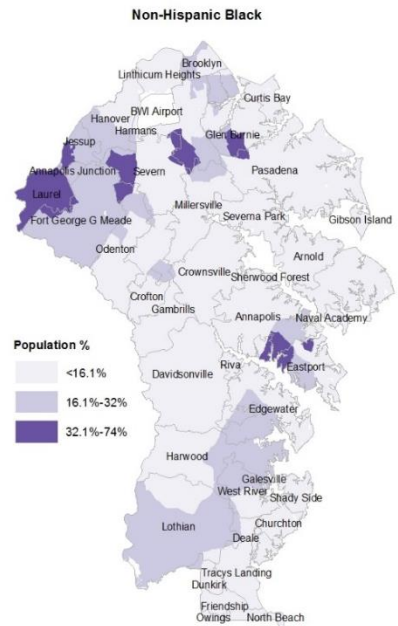 Non-Hispanic Black
Brooklyn
Linthicum Heights
Curtis Bay
BWI Airport
Hanover
Harmans
Glen Burnie
Jessup
Annapolis Junction
Severn
Pasadena
Laurel
Millersville
Fort George G Meade
Severna Park
Gibson Island
Odenton
Arnold
Crownsville
Sherwood Forest
Crofton
Gambrills
Annapolis
Naval Academy
Population %
<16.1%
16.1%-32%
32.1%-74%
Davidsonville
Riva
Eastport
Edgewater
Harwood
Galesville
West River
Shady Side
Lothian
Churchton
Deale
Tracys Landing
Dunkirk
Friendship
Owings
North Beach